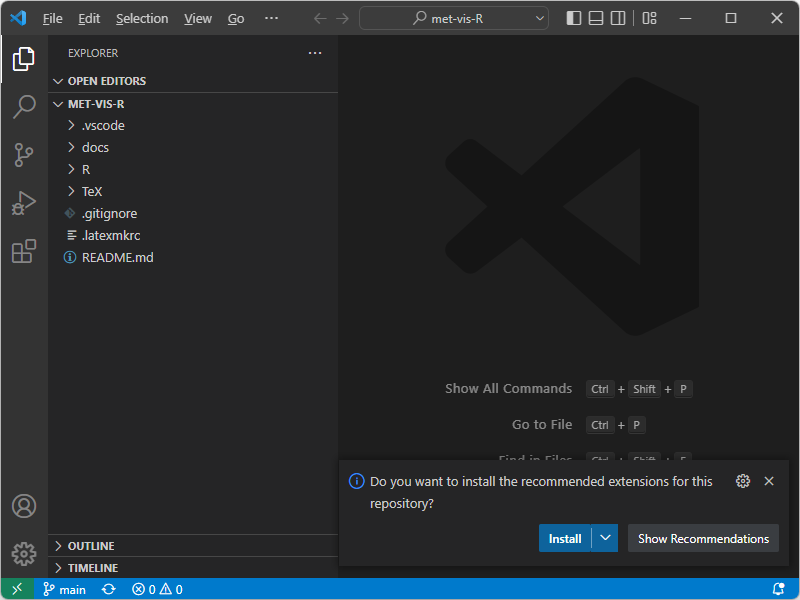 File Edit Selection View Go ··· met-vis-R
EXPLORER ···
OPEN EDITORS
MET-VIS-R
.vscode
docs
R
TeX
.gitignore
.latexmkrc
README.md
Show All Commands Ctrl + Shift + P
Go to File Ctrl + P
Find in Files Ctrl + Shift + F
Do you want to install the recommended extensions for this
repository?
Install Show Recommendations
OUTLINE
TIMELINE
main 0 0